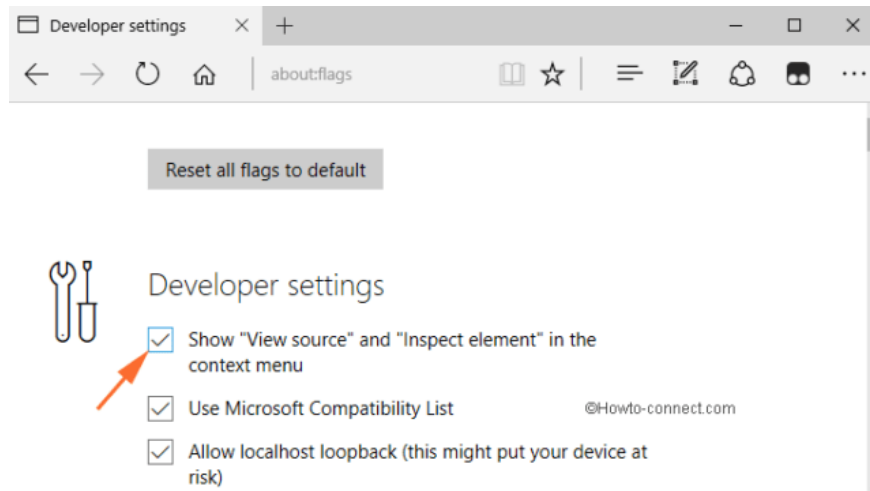 Developer settings
about:flags
Reset all flags to default
Developer settings
Show "View source" and "Inspect element" in the
context menu
Use Microsoft Compatibility List
©Howto-connect.com
Allow localhost loopback (this might put your device at
risk)